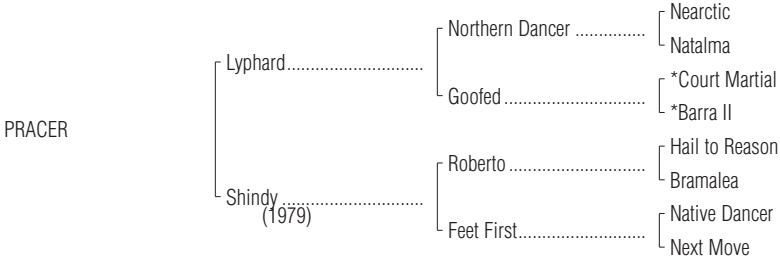 Nearctic
Northern Dancer ...............
Natalma
Lyphard.............................
*Court Martial
Goofed..............................
*Barra II
PRACER
Hail to Reason
Roberto .............................
Bramalea
Shindy ..............................
(1979)
Native Dancer
Feet First...........................
Next Move